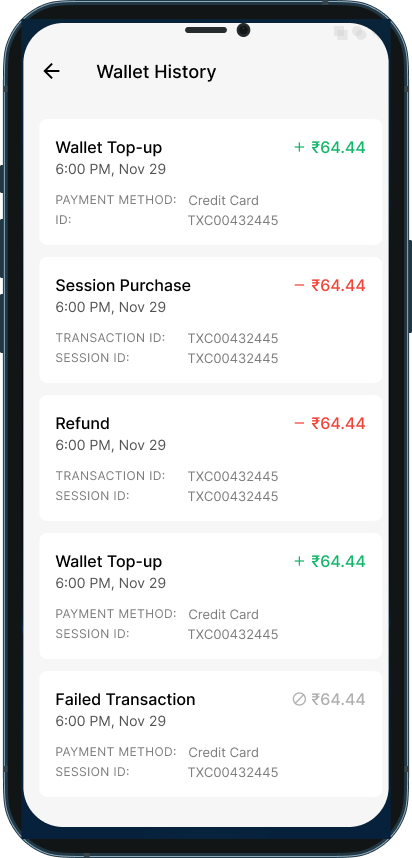 Wallet History
Wallet Top-up + ₹64.44
6:00 PM, Nov 29
PAYMENT METHOD: Credit Card
ID: TXC00432445
Session Purchase − ₹64.44
6:00 PM, Nov 29
TRANSACTION ID: TXC00432445
SESSION ID: TXC00432445
Refund − ₹64.44
6:00 PM, Nov 29
TRANSACTION ID: TXC00432445
SESSION ID: TXC00432445
Wallet Top-up + ₹64.44
6:00 PM, Nov 29
PAYMENT METHOD: Credit Card
SESSION ID: TXC00432445
Failed Transaction ₹64.44
6:00 PM, Nov 29
PAYMENT METHOD: Credit Card
SESSION ID: TXC00432445